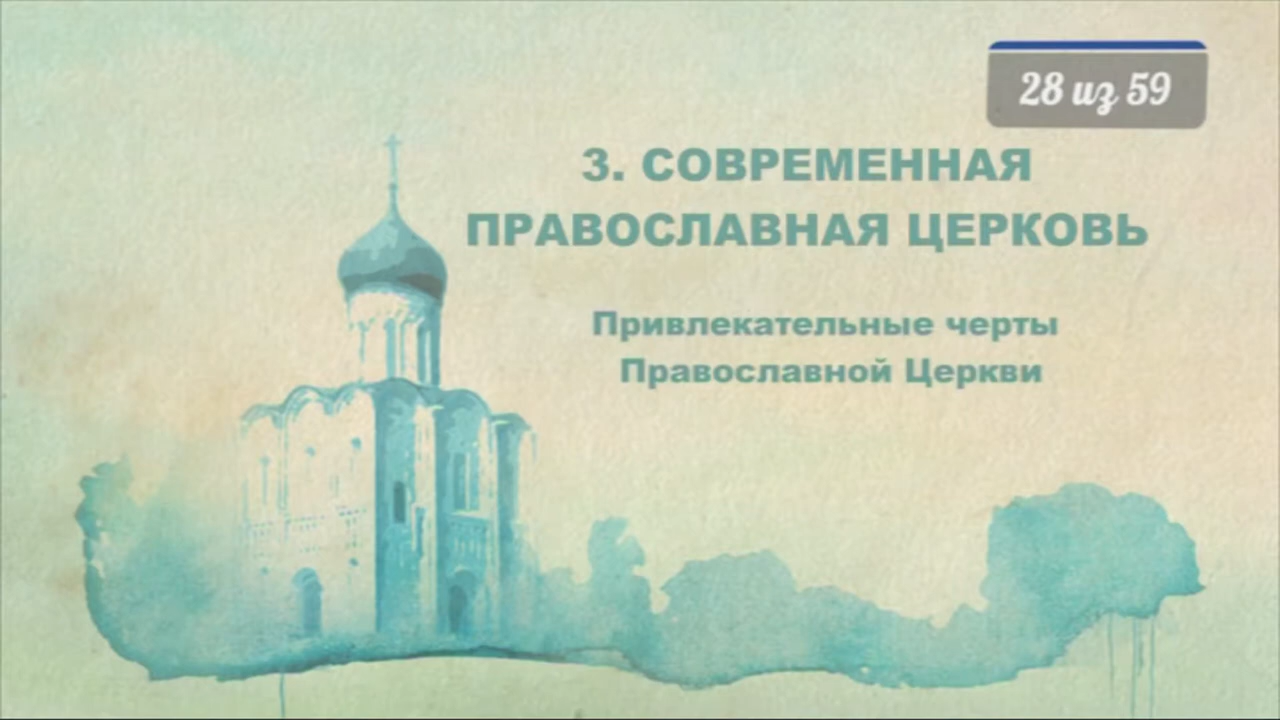 28 из 59
3. СОВРЕМЕННАЯ
ПРАВОСЛАВНАЯ ЦЕРКОВЬ
Привлекательные черты
Православной Церкви